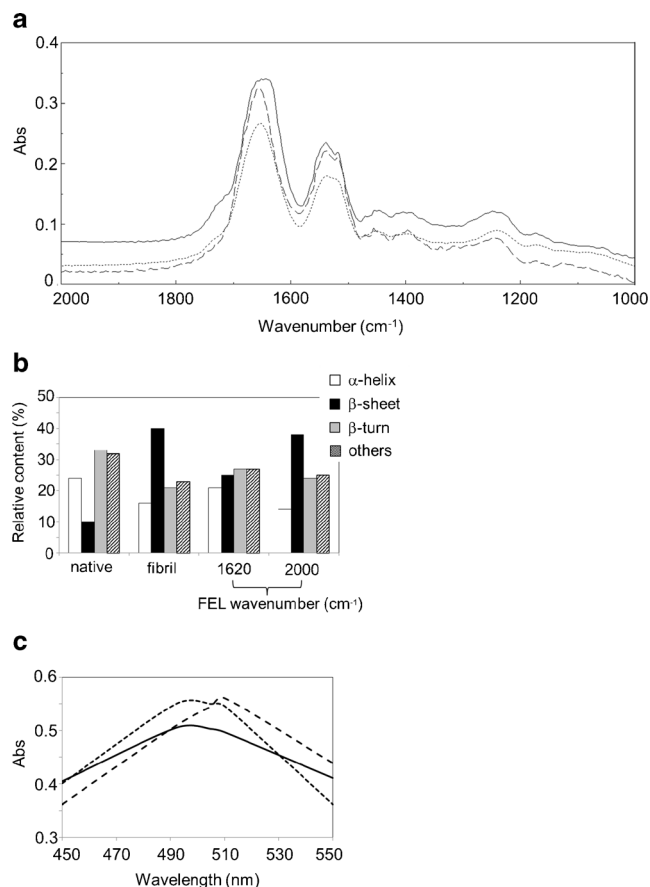 a
0.4
0.3
0.2
0.1
0
Abs
2000 1800 1600 1400 1200 1000
Wavenumber (cm-1)
b
α-helix
β-sheet
β-turn
others
50
40
30
20
10
0
Relative content (%)
native fibril 1620 2000
FEL wavenumber (cm-1)
c
0.6
0.5
0.4
0.3
Abs
450 470 490 510 530 550
Wavelength (nm)